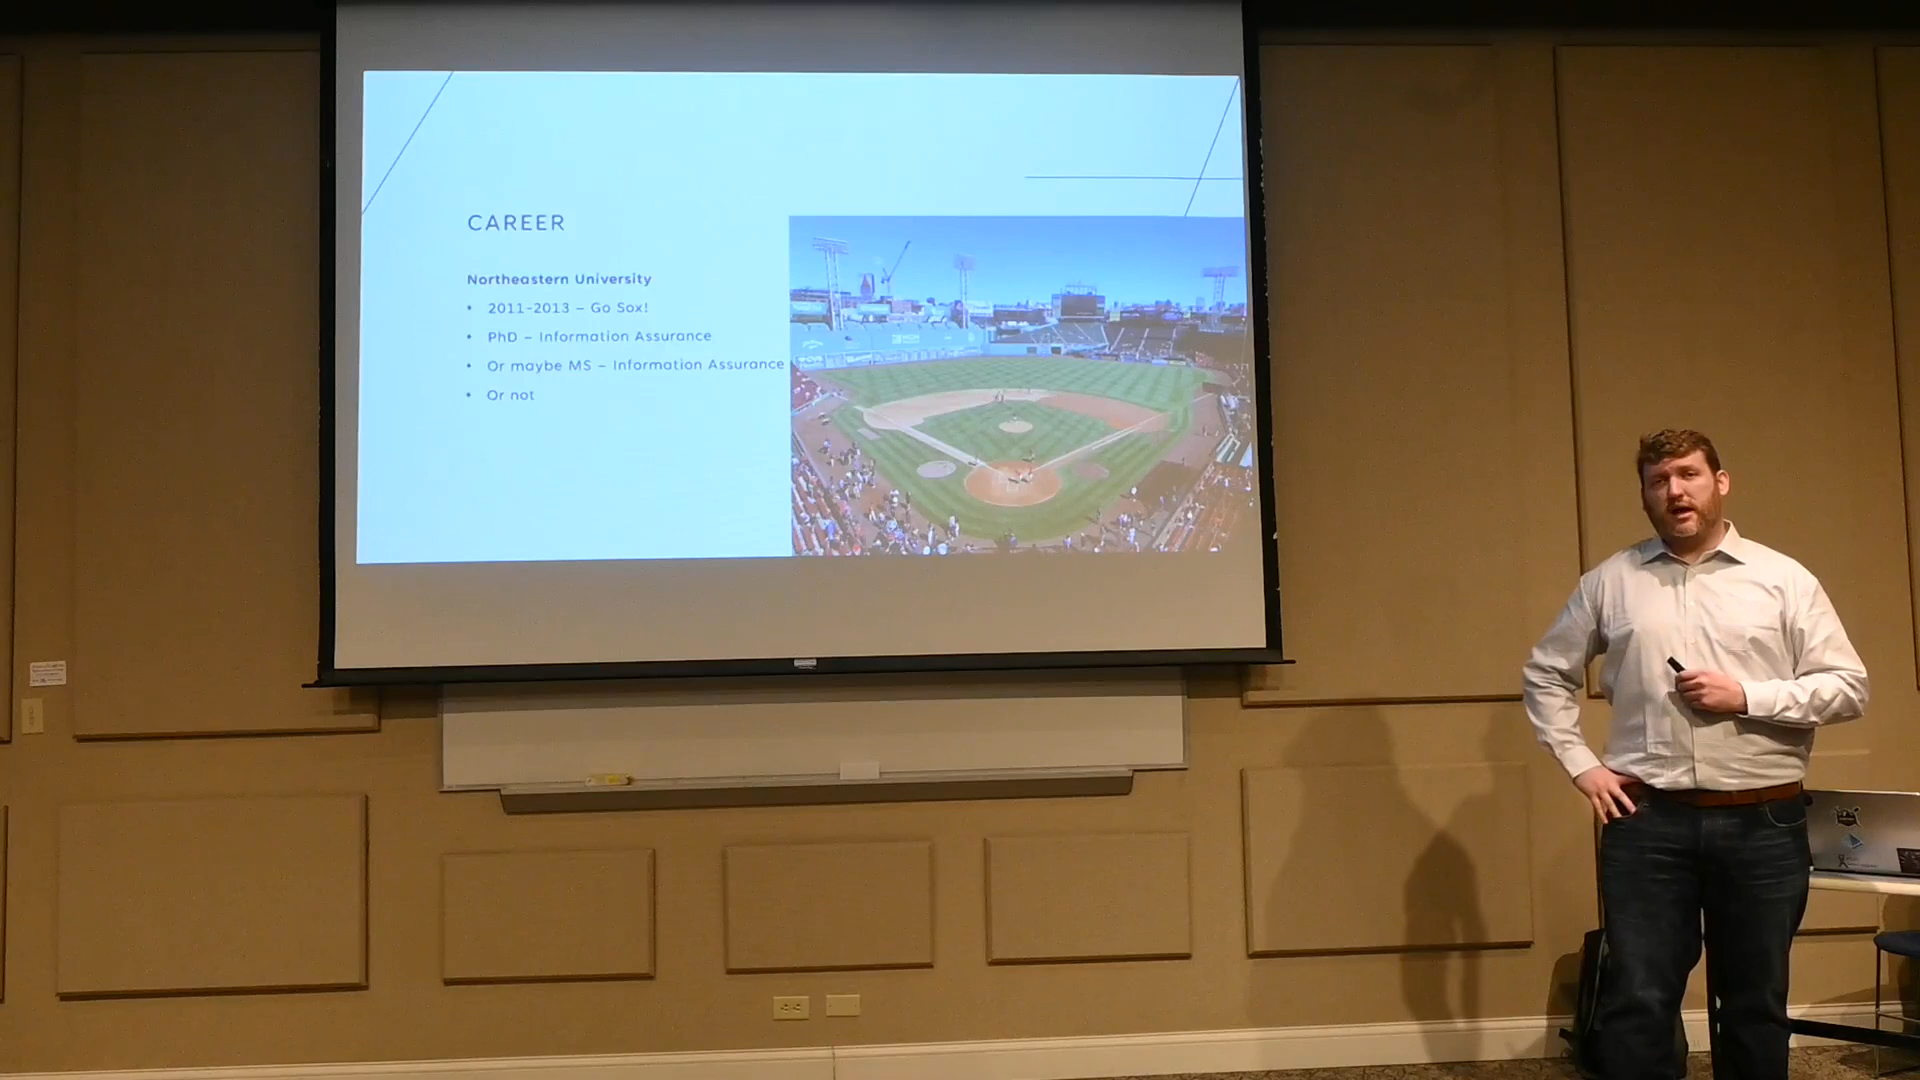 CAREER
Northeastern University
• 2011-2013 – Go Sox!
• PhD – Information Assurance
• Or maybe MS – Information Assurance
• Or not